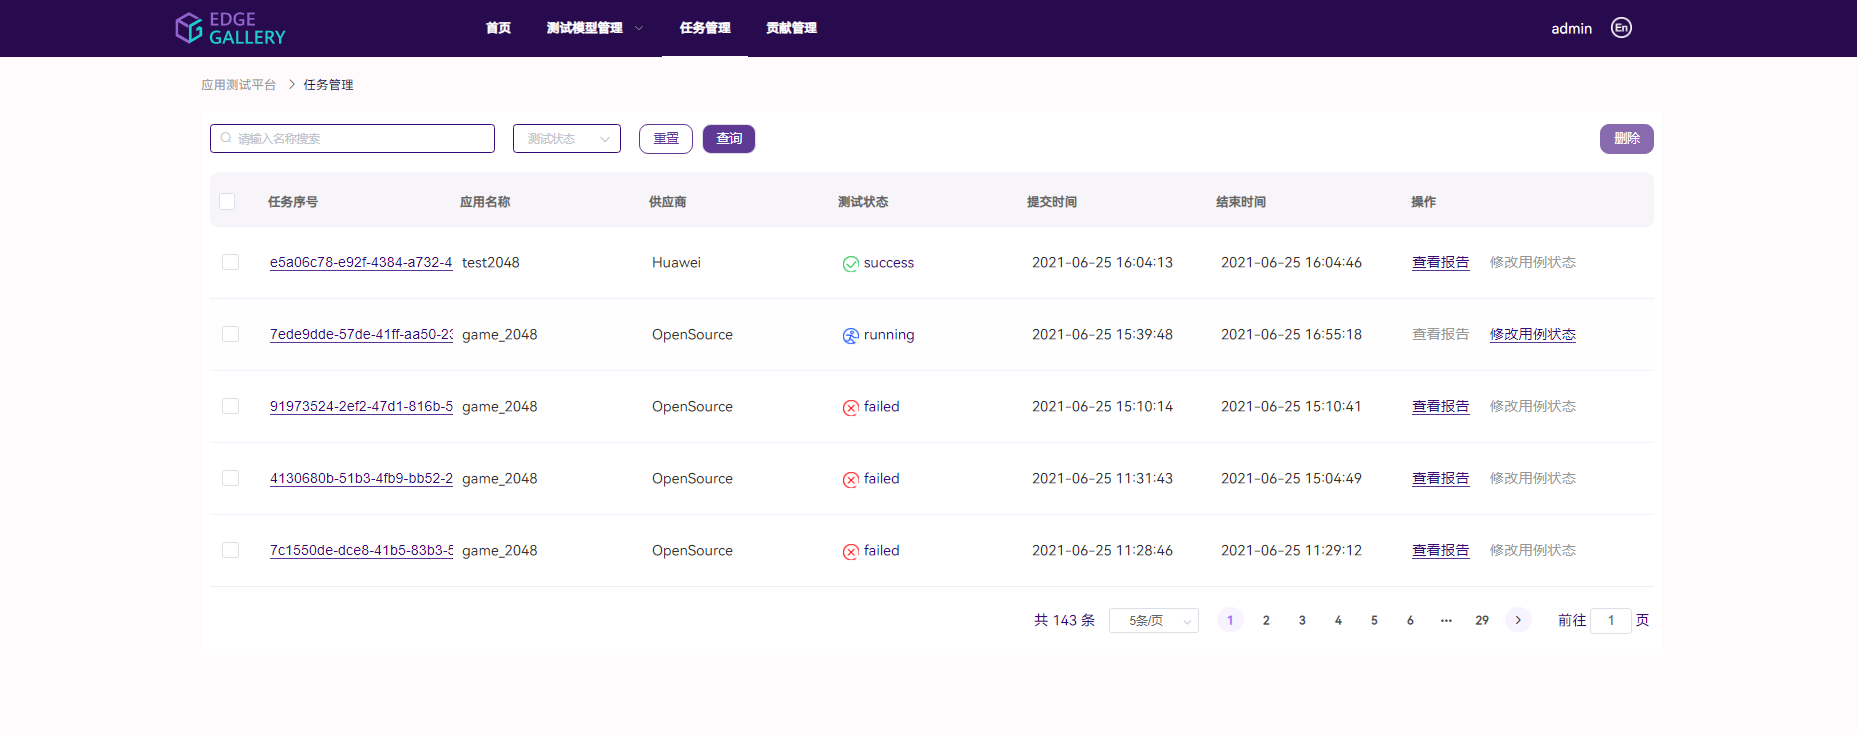 EDGE
GALLERY
首页 测试模型管理 任务管理 贡献管理 admin En
应用测试平台 > 任务管理
请输入名称搜索 测试状态 重置 查询 删除
任务序号 应用名称 供应商 测试状态 提交时间 结束时间 操作
e5a06c78-e92f-4384-a732-4 test2048 Huawei success 2021-06-25 16:04:13 2021-06-25 16:04:46 查看报告 修改用例状态
7ede9dde-57de-41ff-aa50-23 game_2048 OpenSource running 2021-06-25 15:39:48 2021-06-25 16:55:18 查看报告 修改用例状态
91973524-2ef2-47d1-816b-5 game_2048 OpenSource failed 2021-06-25 15:10:14 2021-06-25 15:10:41 查看报告 修改用例状态
4130680b-51b3-4fb9-bb52-2 game_2048 OpenSource failed 2021-06-25 11:31:43 2021-06-25 15:04:49 查看报告 修改用例状态
7c1550de-dce8-41b5-83b3-5 game_2048 OpenSource failed 2021-06-25 11:28:46 2021-06-25 11:29:12 查看报告 修改用例状态
共 143 条 5条/页 1 2 3 4 5 6 ··· 29 > 前往 1 页